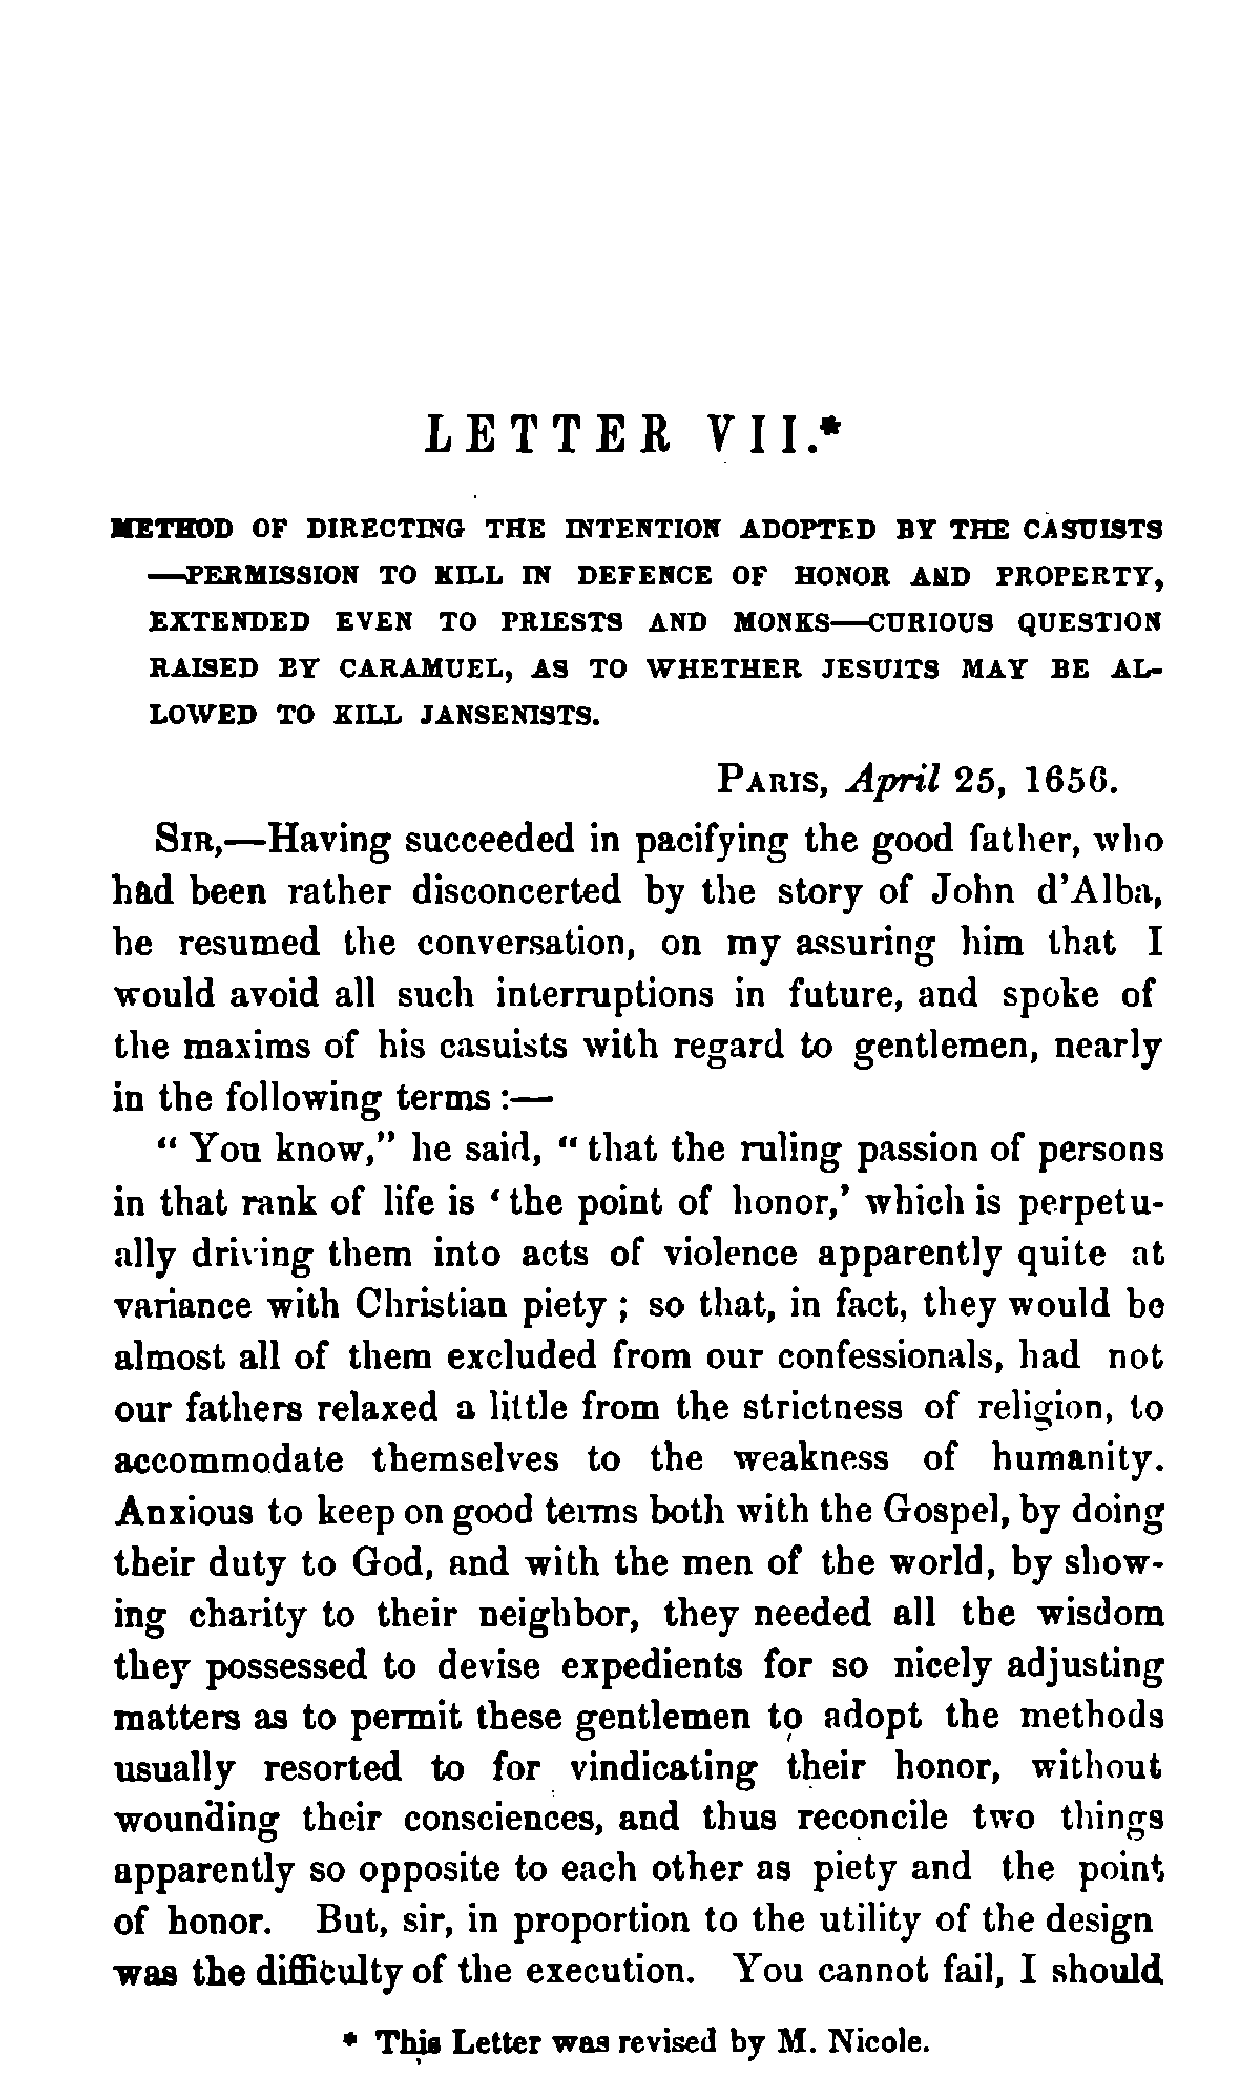 LETTER VII.*
METHOD OF DIRECTING THE INTENTION ADOPTED BY THE CASUISTS
—PERMISSION TO KILL IN DEFENCE OF HONOR AND PROPERTY,
EXTENDED EVEN TO PRIESTS AND MONKS—CURIOUS QUESTION
RAISED BY CARAMUEL, AS TO WHETHER JESUITS MAY BE AL-
LOWED TO KILL JANSENISTS.
PARIS, April 25, 1656.
SIR,—Having succeeded in pacifying the good father, who
had been rather disconcerted by the story of John d'Alba,
he resumed the conversation, on my assuring him that I
would avoid all such interruptions in future, and spoke of
the maxims of his casuists with regard to gentlemen, nearly
in the following terms :—
" You know," he said, " that the ruling passion of persons
in that rank of life is ' the point of honor,' which is perpetu-
ally driving them into acts of violence apparently quite at
variance with Christian piety ; so that, in fact, they would be
almost all of them excluded from our confessionals, had not
our fathers relaxed a little from the strictness of religion, to
accommodate themselves to the weakness of humanity.
Anxious to keep on good terms both with the Gospel, by doing
their duty to God, and with the men of the world, by show-
ing charity to their neighbor, they needed all the wisdom
they possessed to devise expedients for so nicely adjusting
matters as to permit these gentlemen to adopt the methods
usually resorted to for vindicating their honor, without
wounding their consciences, and thus reconcile two things
apparently so opposite to each other as piety and the point
of honor. But, sir, in proportion to the utility of the design
was the difficulty of the execution. You cannot fail, I should
* This Letter was revised by M. Nicole.